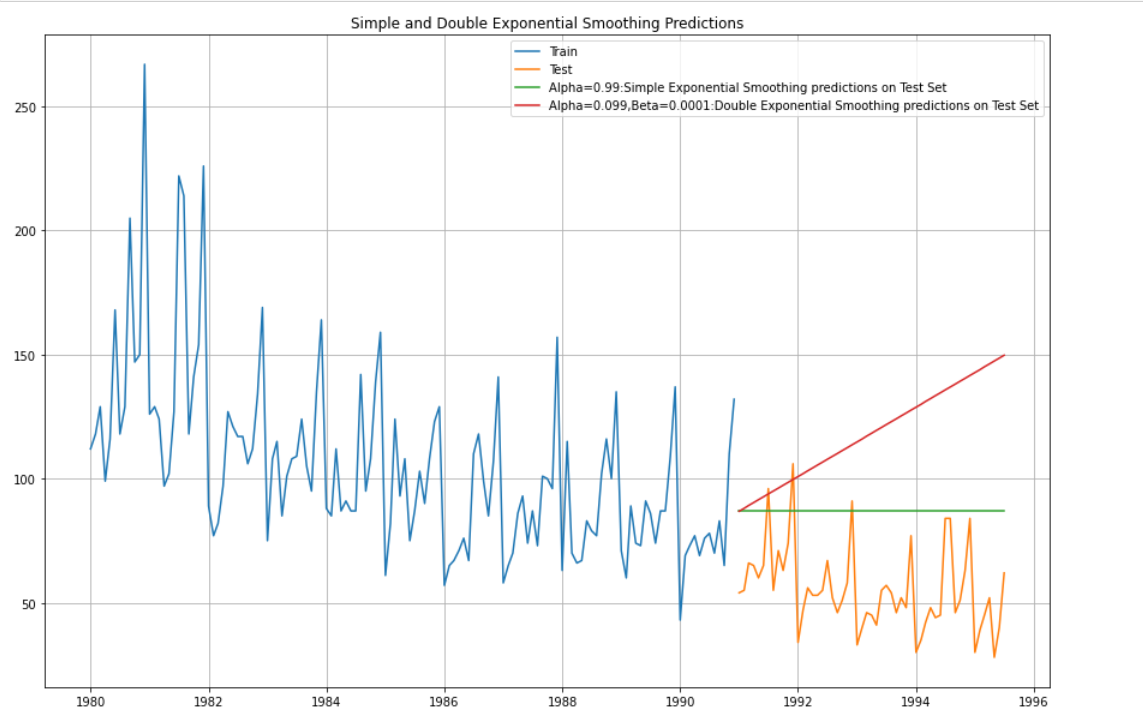 Simple and Double Exponential Smoothing Predictions
Train
Test
Alpha=0.99:Simple Exponential Smoothing predictions on Test Set
Alpha=0.099,Beta=0.0001:Double Exponential Smoothing predictions on Test Set
250
200
150
100
50
1980 1982 1984 1986 1988 1990 1992 1994 1996